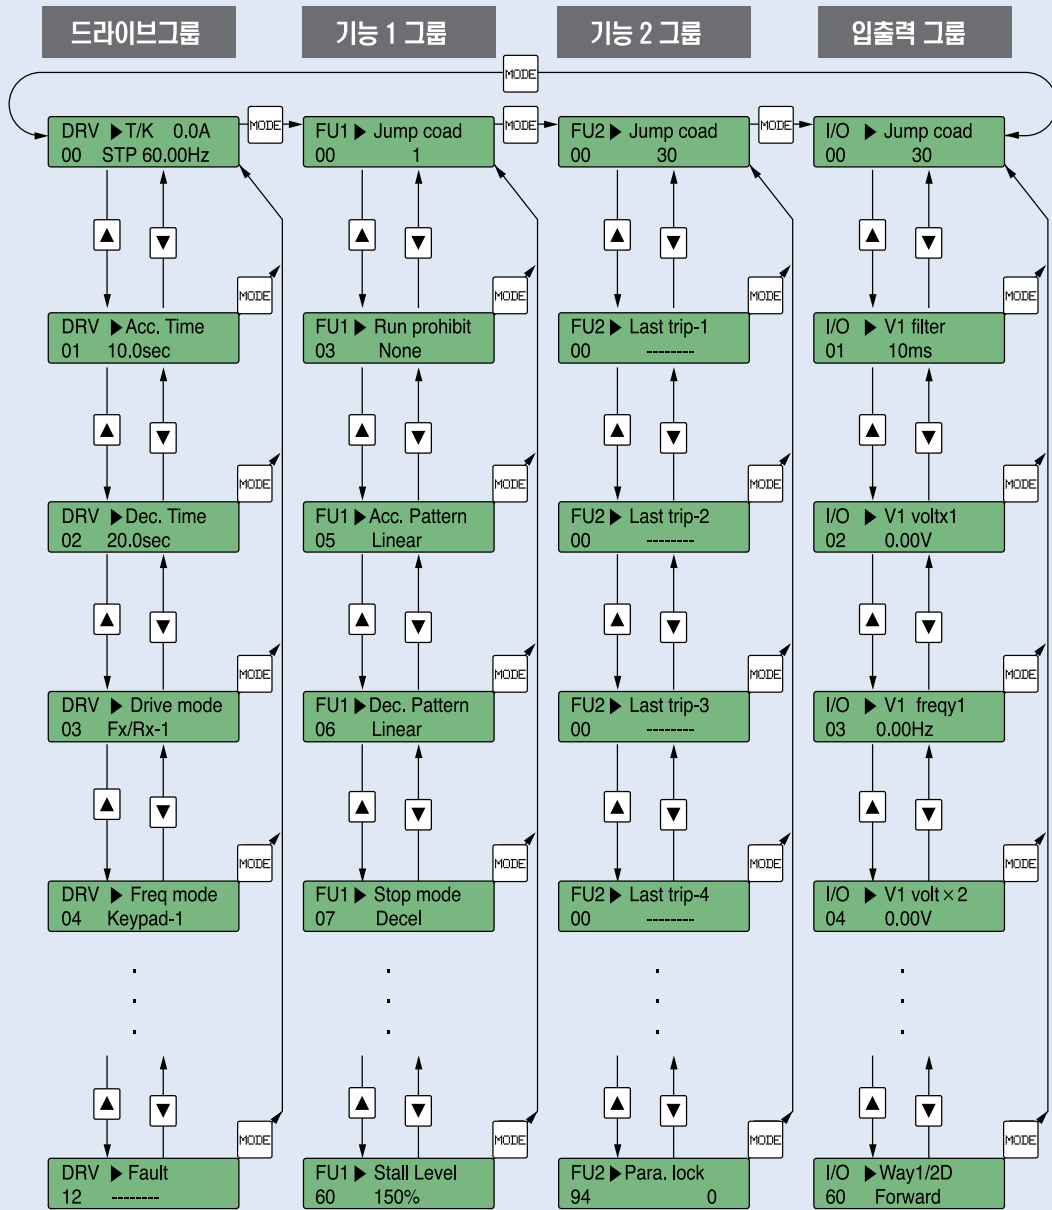 드라이브그룹
기능 1 그룹
기능 2 그룹
입출력 그룹
MODE
DRV ▶T/K 0.0A
00 STP 60.00Hz
MODE
FU1▶ Jump coad
00 1
MODE
FU2▶ Jump coad
00 30
MODE
I/O ▶ Jump coad
00 30
▲ ▼
▲ ▼
▲ ▼
▲ ▼
MODE
MODE
MODE
MODE
DRV ▶Acc. Time
01 10.0sec
FU1▶ Run prohibit
03 None
FU2▶ Last trip-1
00 --------
I/O ▶ V1 filter
01 10ms
▲ ▼
▲ ▼
▲ ▼
▲ ▼
MODE
MODE
MODE
MODE
DRV ▶Dec. Time
02 20.0sec
FU1▶Acc. Pattern
05 Linear
FU2▶ Last trip-2
00 --------
I/O ▶ V1 voltx1
02 0.00V
▲ ▼
▲ ▼
▲ ▼
▲ ▼
MODE
MODE
MODE
MODE
DRV ▶ Drive mode
03 Fx/Rx-1
FU1▶Dec. Pattern
06 Linear
FU2▶ Last trip-3
00 --------
I/O ▶ V1 freqy1
03 0.00Hz
▲ ▼
▲ ▼
▲ ▼
▲ ▼
MODE
MODE
MODE
MODE
DRV ▶ Freq mode
04 Keypad-1
FU1▶ Stop mode
07 Decel
FU2▶ Last trip-4
00 --------
I/O ▶ V1 volt×2
04 0.00V
▲ ▼
▲ ▼
▲ ▼
▲ ▼
MODE
MODE
MODE
MODE
DRV ▶ Fault
12 --------
FU1▶ Stall Level
60 150%
FU2▶Para. lock
94 0
I/O ▶Way1/2D
60 Forward